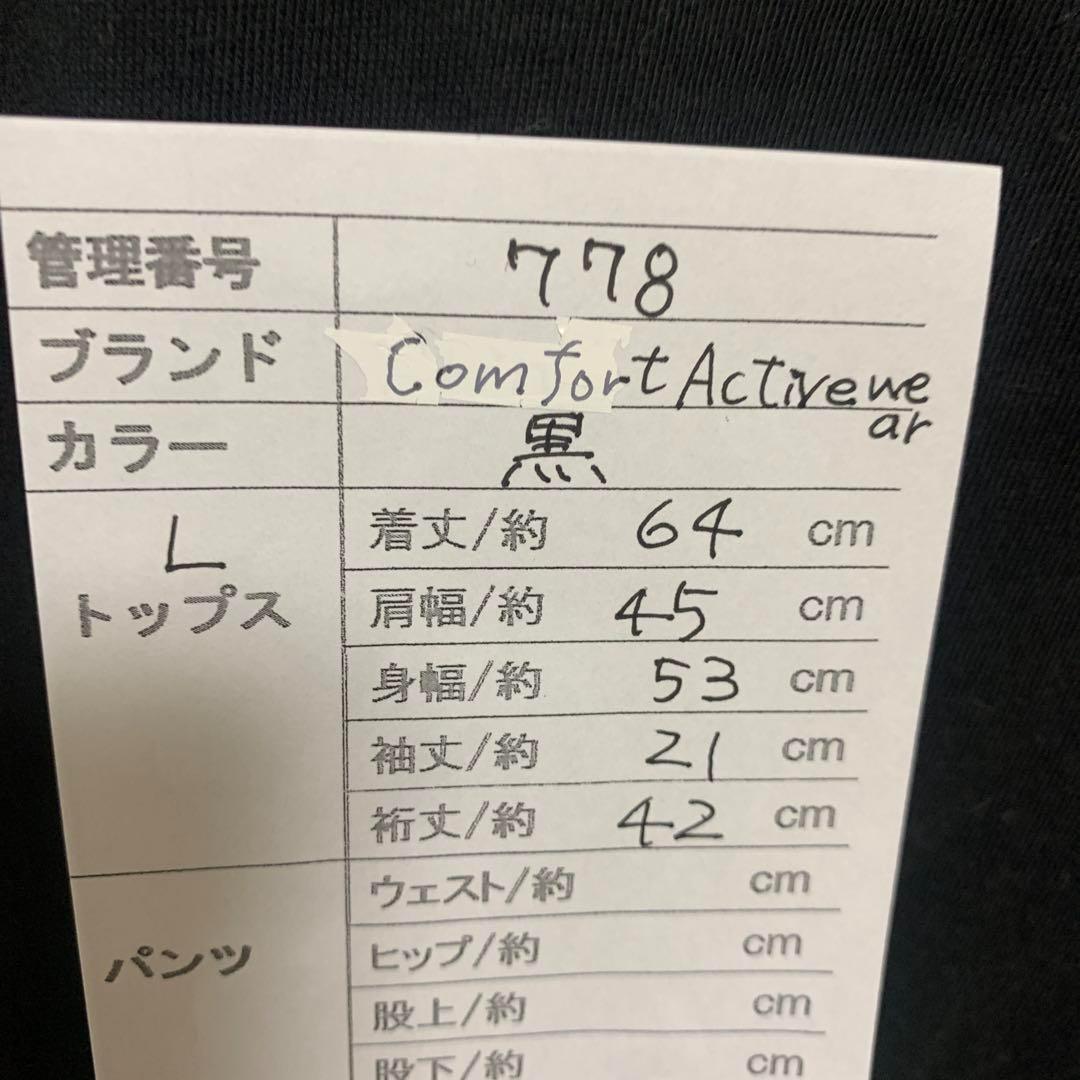 管理番号 778
ブランド Comfort Activewe
ar
カラー 黒
L
トップス
着丈/約 64 cm
肩幅/約 45 cm
身幅/約 53 cm
袖丈/約 21 cm
裄丈/約 42 cm
パンツ
ウェスト/約 cm
ヒップ/約 cm
股上/約 cm
股下/約 cm